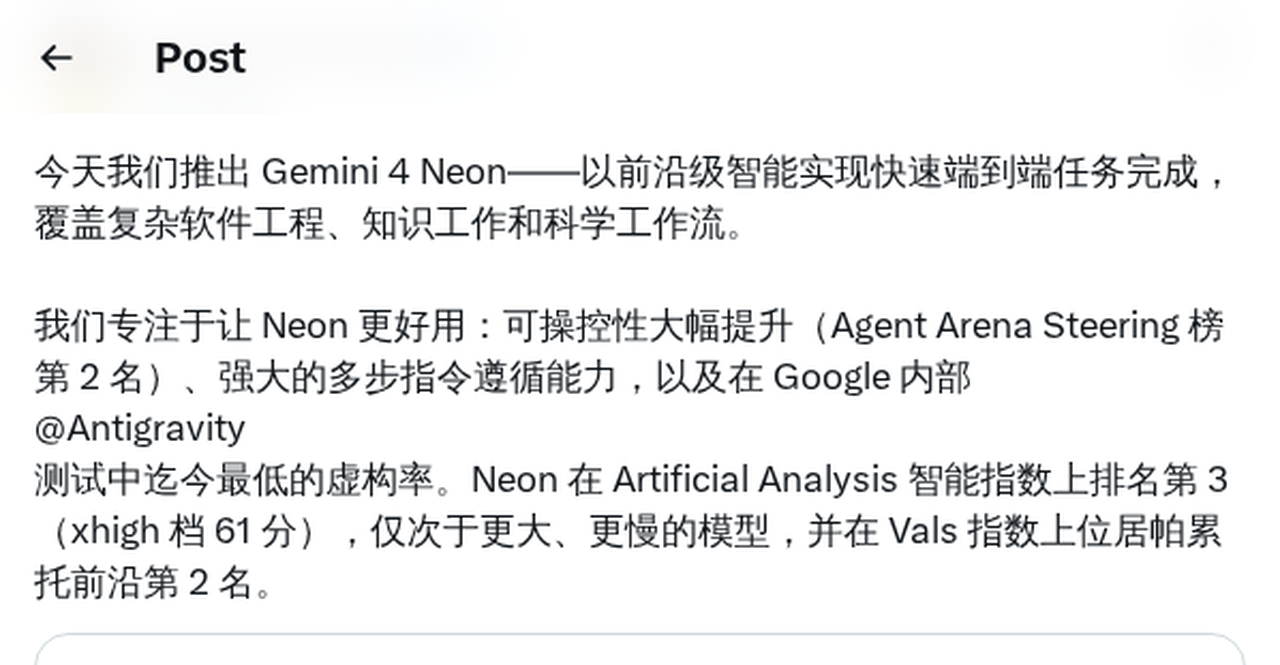 Post
今天我们推出 Gemini 4 Neon——以前沿级智能实现快速端到端任务完成，
覆盖复杂软件工程、知识工作和科学工作流。
我们专注于让 Neon 更好用：可操控性大幅提升（Agent Arena Steering 榜
第 2 名）、强大的多步指令遵循能力，以及在 Google 内部
@Antigravity
测试中迄今最低的虚构率。Neon 在 Artificial Analysis 智能指数上排名第 3
（xhigh 档 61 分），仅次于更大、更慢的模型，并在 Vals 指数上位居帕累
托前沿第 2 名。